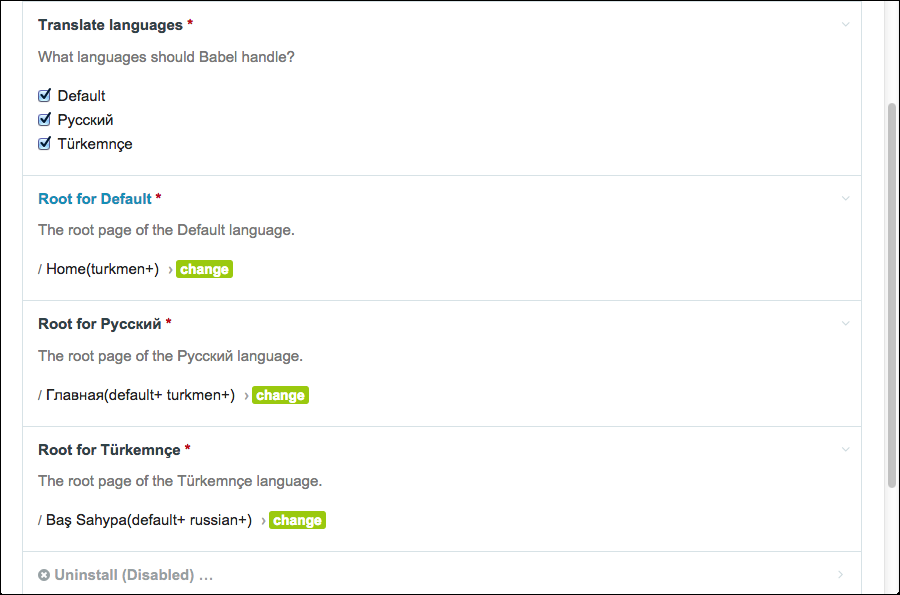 Translate languages *
What languages should Babel handle?
Default
Русский
Türkemnçe
Root for Default *
The root page of the Default language.
/ Home(turkmen+) › change
Root for Русский *
The root page of the Русский language.
/ Главная(default+ turkmen+) › change
Root for Türkemnçe *
The root page of the Türkemnçe language.
/ Baş Sahypa(default+ russian+) › change
Uninstall (Disabled) …